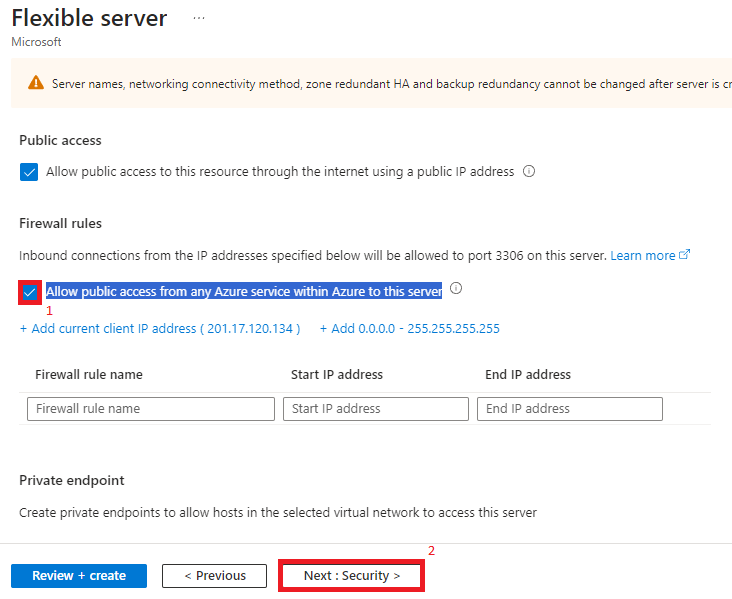 Flexible server ...
Microsoft
Server names, networking connectivity method, zone redundant HA and backup redundancy cannot be changed after server is cr
Public access
Allow public access to this resource through the internet using a public IP address
Firewall rules
Inbound connections from the IP addresses specified below will be allowed to port 3306 on this server. Learn more
Allow public access from any Azure service within Azure to this server
1
+ Add current client IP address ( 201.17.120.134 ) + Add 0.0.0.0 - 255.255.255.255
Firewall rule name Start IP address End IP address
Firewall rule name Start IP address End IP address
Private endpoint
Create private endpoints to allow hosts in the selected virtual network to access this server
2
Review + create < Previous Next : Security >